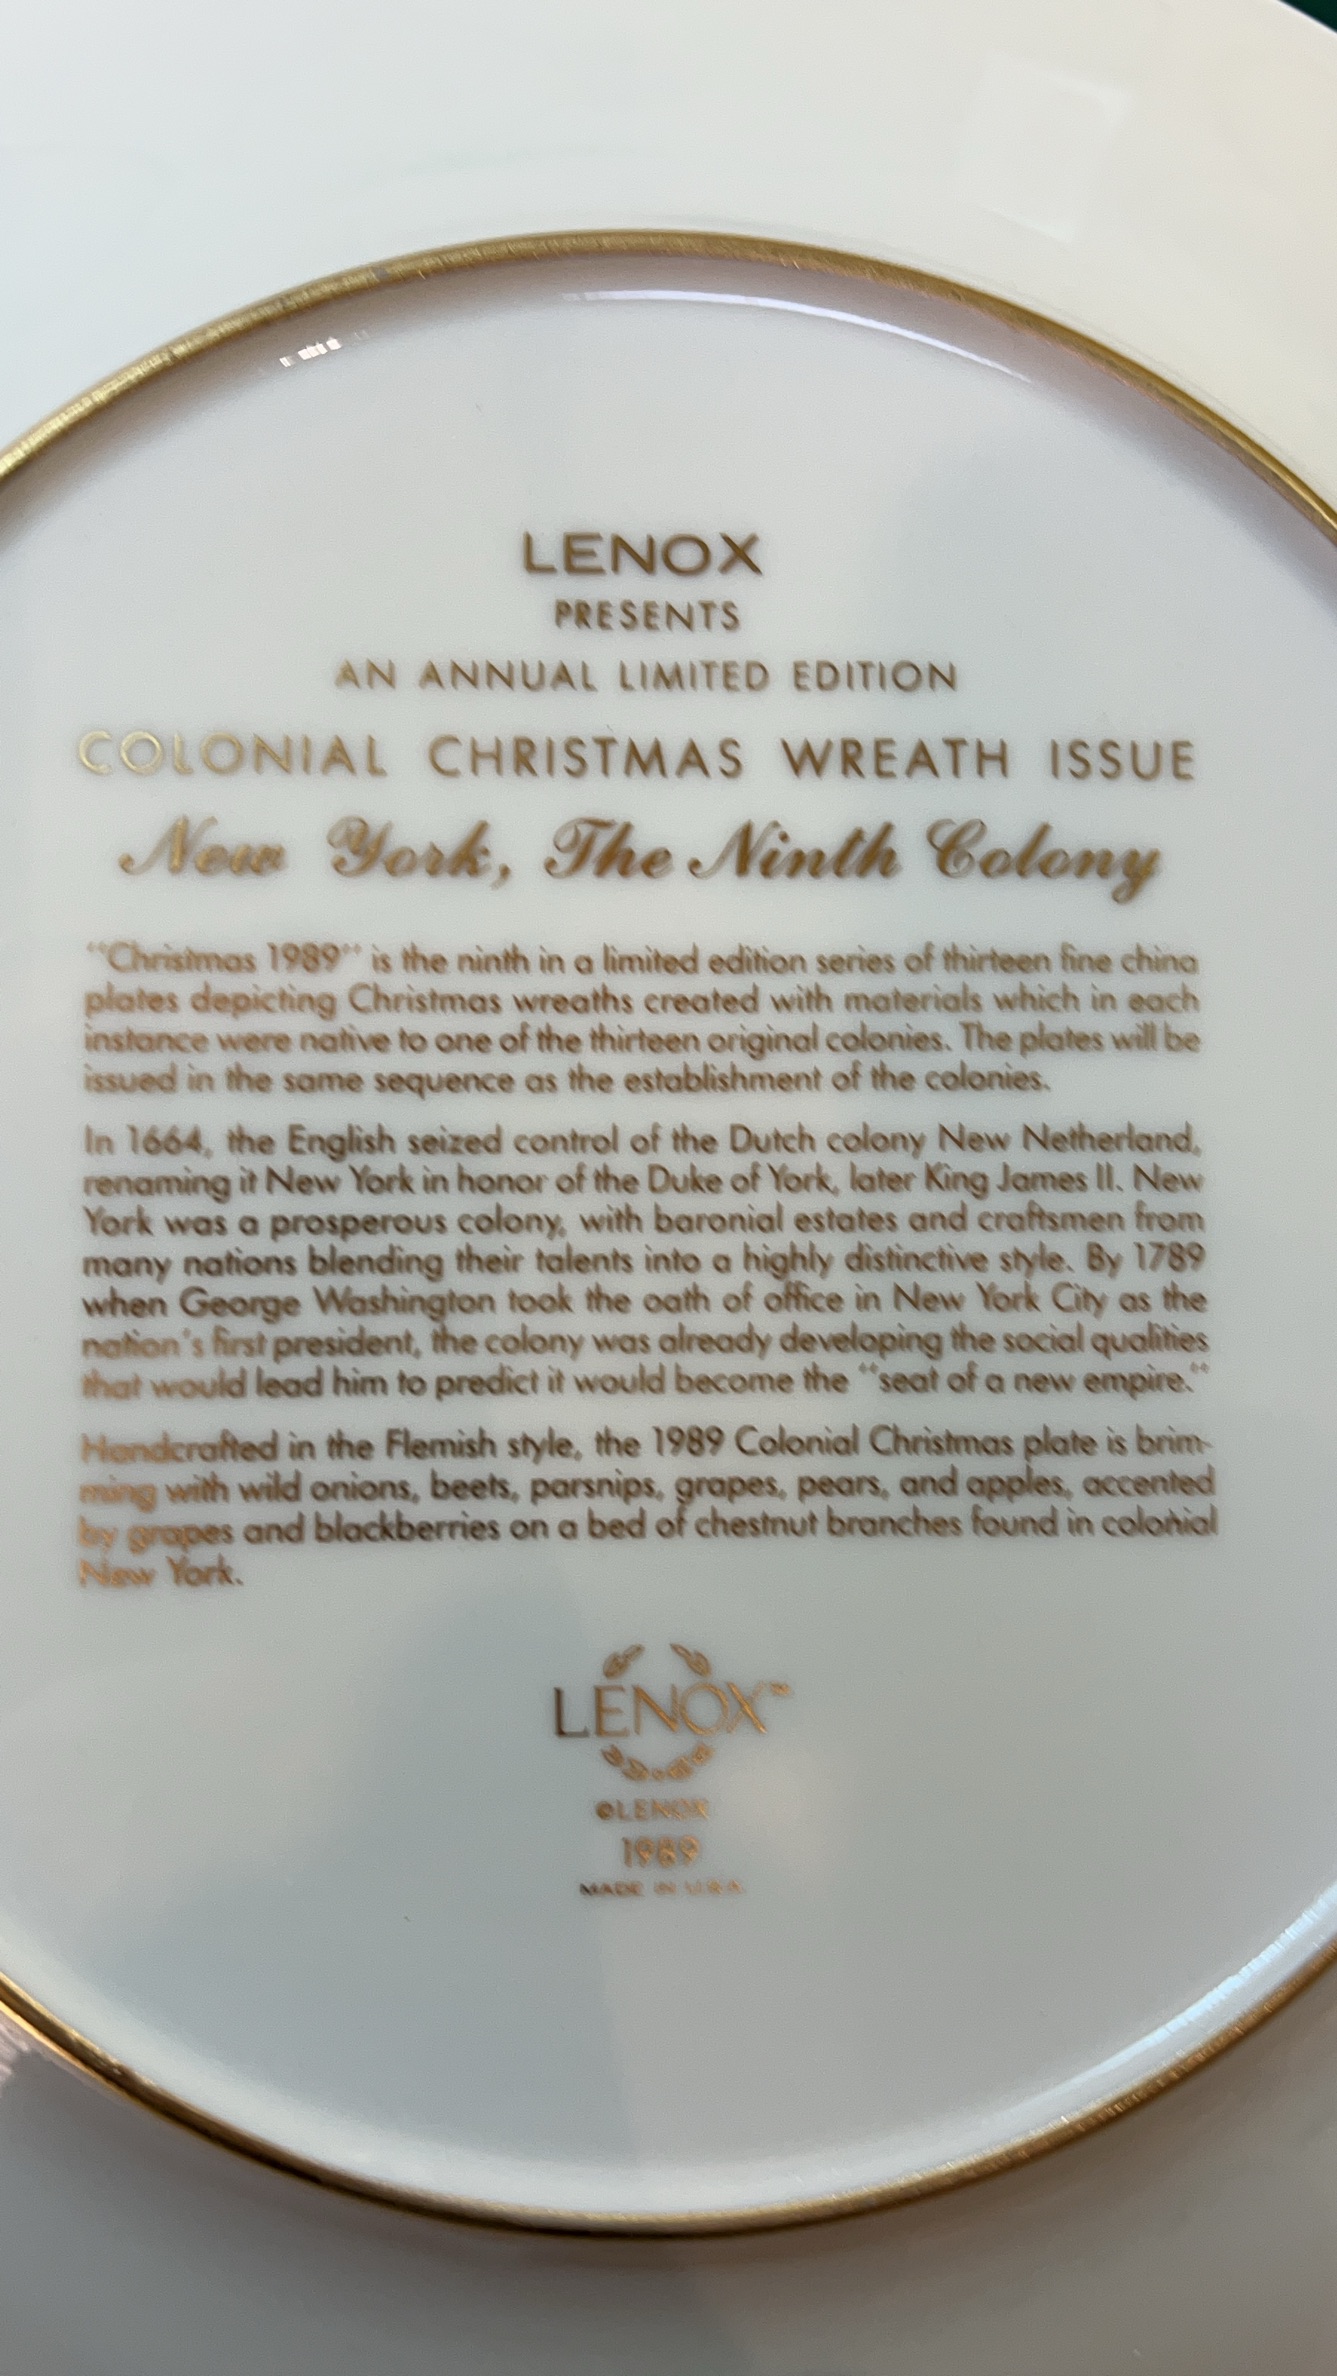 LENOX
PRESENTS
AN ANNUAL LIMITED EDITION
COLONIAL CHRISTMAS WREATH ISSUE
New York, The Ninth Colony
"Christmas 1989" is the ninth in a limited edition series of thirteen fine china
plates depicting Christmas wreaths created with materials which in each
instance were native to one of the thirteen original colonies. The plates will be
issued in the same sequence as the establishment of the colonies.
In 1664, the English seized control of the Dutch colony New Netherland,
renaming it New York in honor of the Duke of York, later King James II. New
York was a prosperous colony, with baronial estates and craftsmen from
many nations blending their talents into a highly distinctive style. By 1789
when George Washington took the oath of office in New York City as the
nation's first president, the colony was already developing the social qualities
that would lead him to predict it would become the "seat of a new empire."
Handcrafted in the Flemish style, the 1989 Colonial Christmas plate is brim-
ming with wild onions, beets, parsnips, grapes, pears, and apples, accented
by grapes and blackberries on a bed of chestnut branches found in colonial
New York.
LENOX™
©LENOX
1989
MADE IN U.S.A.